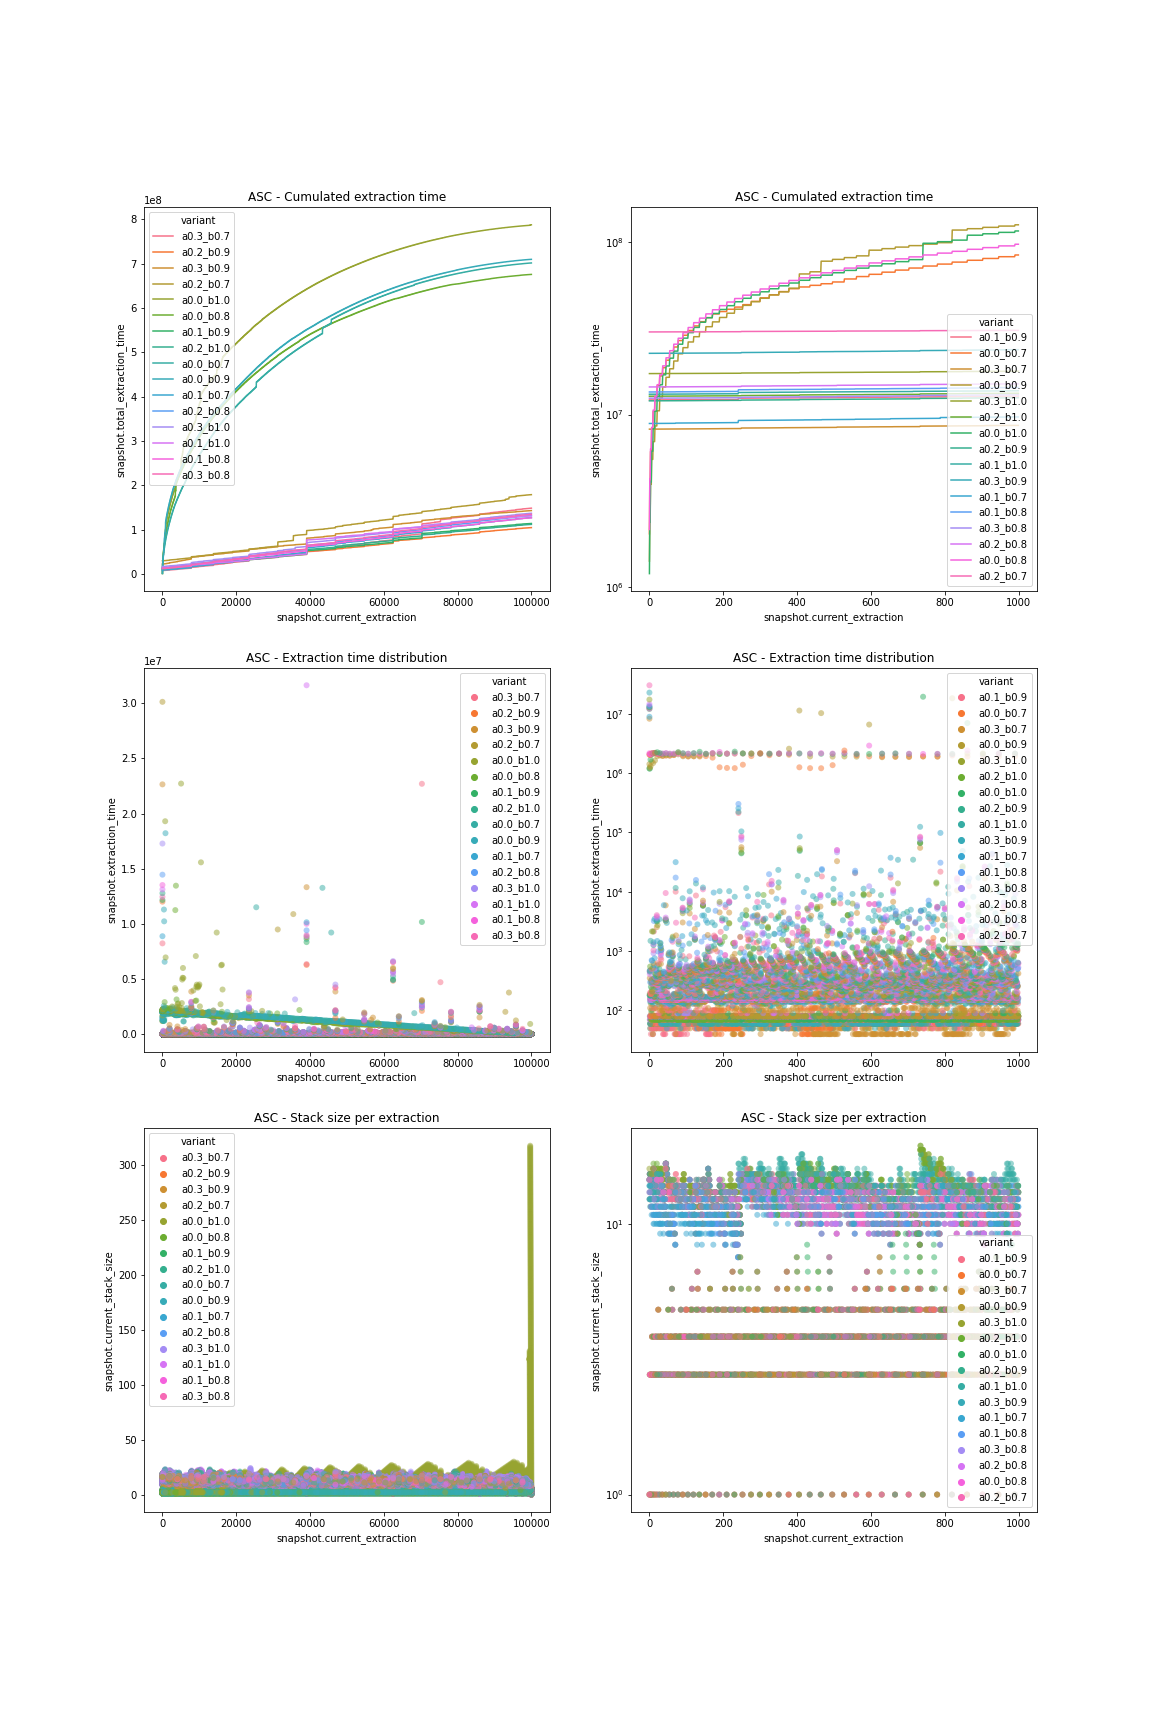 ASC - Cumulated extraction time
1e8
snapshot.total_extraction_time
8
7
6
5
4
3
2
1
0
variant
a0.3_b0.7
a0.2_b0.9
a0.3_b0.9
a0.2_b0.7
a0.0_b1.0
a0.0_b0.8
a0.1_b0.9
a0.2_b1.0
a0.0_b0.7
a0.0_b0.9
a0.1_b0.7
a0.2_b0.8
a0.3_b1.0
a0.1_b1.0
a0.1_b0.8
a0.3_b0.8
0 20000 40000 60000 80000 100000
snapshot.current_extraction
ASC - Cumulated extraction time
snapshot.total_extraction_time
10^8
10^7
10^6
variant
a0.1_b0.9
a0.0_b0.7
a0.3_b0.7
a0.0_b0.9
a0.3_b1.0
a0.2_b1.0
a0.0_b1.0
a0.2_b0.9
a0.1_b1.0
a0.3_b0.9
a0.1_b0.7
a0.1_b0.8
a0.3_b0.8
a0.2_b0.8
a0.0_b0.8
a0.2_b0.7
0 200 400 600 800 1000
snapshot.current_extraction
ASC - Extraction time distribution
1e7
snapshot.extraction_time
3.0
2.5
2.0
1.5
1.0
0.5
0.0
variant
a0.3_b0.7
a0.2_b0.9
a0.3_b0.9
a0.2_b0.7
a0.0_b1.0
a0.0_b0.8
a0.1_b0.9
a0.2_b1.0
a0.0_b0.7
a0.0_b0.9
a0.1_b0.7
a0.2_b0.8
a0.3_b1.0
a0.1_b1.0
a0.1_b0.8
a0.3_b0.8
0 20000 40000 60000 80000 100000
snapshot.current_extraction
ASC - Extraction time distribution
snapshot.extraction_time
10^7
10^6
10^5
10^4
10^3
10^2
variant
a0.1_b0.9
a0.0_b0.7
a0.3_b0.7
a0.0_b0.9
a0.3_b1.0
a0.2_b1.0
a0.0_b1.0
a0.2_b0.9
a0.1_b1.0
a0.3_b0.9
a0.1_b0.7
a0.1_b0.8
a0.3_b0.8
a0.2_b0.8
a0.0_b0.8
a0.2_b0.7
0 200 400 600 800 1000
snapshot.current_extraction
ASC - Stack size per extraction
snapshot.current_stack_size
300
250
200
150
100
50
0
variant
a0.3_b0.7
a0.2_b0.9
a0.3_b0.9
a0.2_b0.7
a0.0_b1.0
a0.0_b0.8
a0.1_b0.9
a0.2_b1.0
a0.0_b0.7
a0.0_b0.9
a0.1_b0.7
a0.2_b0.8
a0.3_b1.0
a0.1_b1.0
a0.1_b0.8
a0.3_b0.8
0 20000 40000 60000 80000 100000
snapshot.current_extraction
ASC - Stack size per extraction
snapshot.current_stack_size
10^1
10^0
variant
a0.1_b0.9
a0.0_b0.7
a0.3_b0.7
a0.0_b0.9
a0.3_b1.0
a0.2_b1.0
a0.0_b1.0
a0.2_b0.9
a0.1_b1.0
a0.3_b0.9
a0.1_b0.7
a0.1_b0.8
a0.3_b0.8
a0.2_b0.8
a0.0_b0.8
a0.2_b0.7
0 200 400 600 800 1000
snapshot.current_extraction